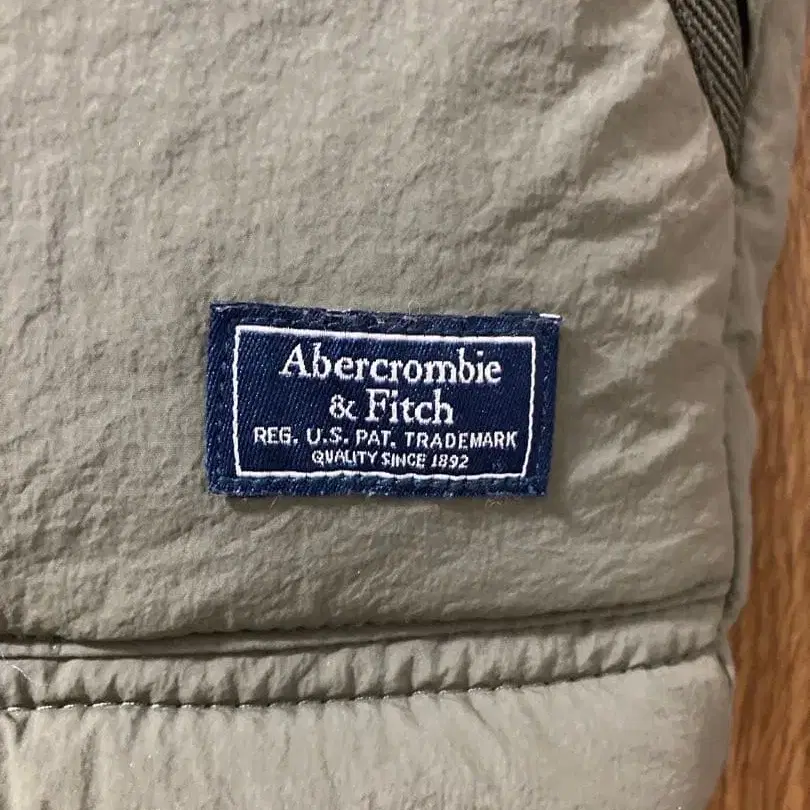 Abercrombie
& Fitch
REG. U.S. PAT. TRADEMARK
QUALITY SINCE 1892